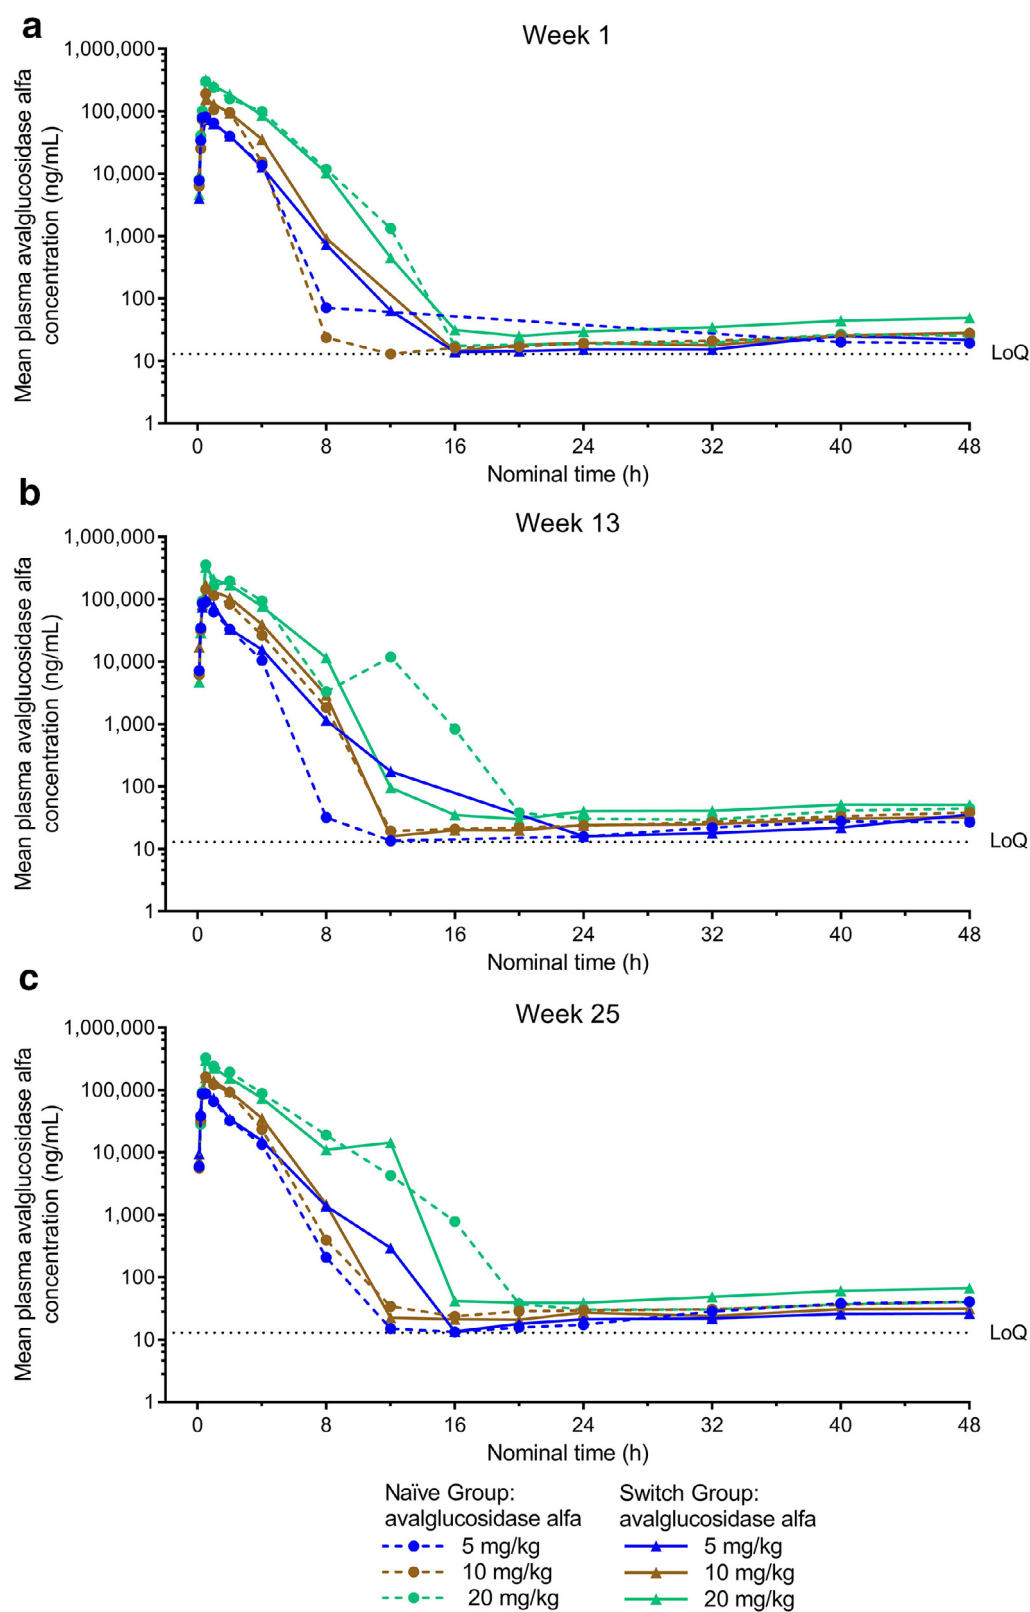 a
Week 1
Mean plasma avalglucosidase alfa
concentration (ng/mL)
1,000,000
100,000
10,000
1,000
100
10
1
LoQ
0 8 16 24 32 40 48
Nominal time (h)
b
Week 13
Mean plasma avalglucosidase alfa
concentration (ng/mL)
1,000,000
100,000
10,000
1,000
100
10
1
LoQ
0 8 16 24 32 40 48
Nominal time (h)
c
Week 25
Mean plasma avalglucosidase alfa
concentration (ng/mL)
1,000,000
100,000
10,000
1,000
100
10
1
LoQ
0 8 16 24 32 40 48
Nominal time (h)
Naïve Group:
avalglucosidase alfa
5 mg/kg
10 mg/kg
20 mg/kg
Switch Group:
avalglucosidase alfa
5 mg/kg
10 mg/kg
20 mg/kg